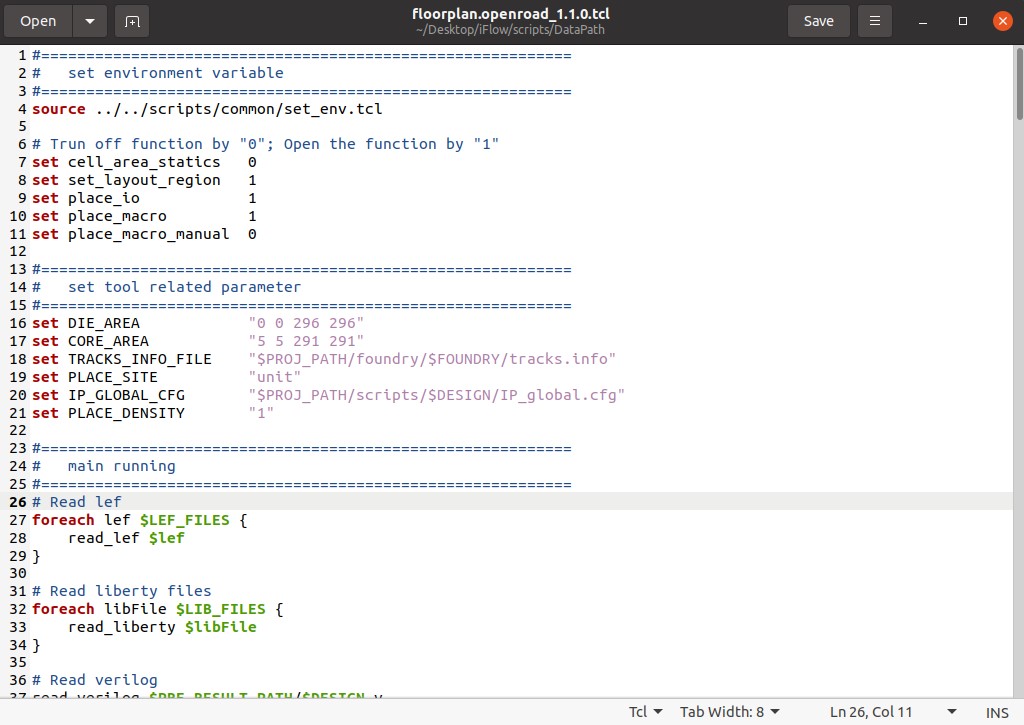 Open
floorplan.openroad_1.1.0.tcl
~/Desktop/iFlow/scripts/DataPath
Save
1 #===========================================================
2 #   set environment variable
3 #===========================================================
4 source ../../scripts/common/set_env.tcl
5
6 # Trun off function by "0"; Open the function by "1"
7 set cell_area_statics   0
8 set set_layout_region   1
9 set place_io            1
10 set place_macro         1
11 set place_macro_manual  0
12
13 #===========================================================
14 #   set tool related parameter
15 #===========================================================
16 set DIE_AREA            "0 0 296 296"
17 set CORE_AREA           "5 5 291 291"
18 set TRACKS_INFO_FILE    "$PROJ_PATH/foundry/$FOUNDRY/tracks.info"
19 set PLACE_SITE          "unit"
20 set IP_GLOBAL_CFG       "$PROJ_PATH/scripts/$DESIGN/IP_global.cfg"
21 set PLACE_DENSITY       "1"
22
23 #===========================================================
24 #   main running
25 #===========================================================
26 # Read lef
27 foreach lef $LEF_FILES {
28     read_lef $lef
29 }
30
31 # Read liberty files
32 foreach libFile $LIB_FILES {
33     read_liberty $libFile
34 }
35
36 # Read verilog
37 read_verilog $PRE_RESULT_PATH/$DESIGN.v
Tcl
Tab Width: 8
Ln 26, Col 11
INS